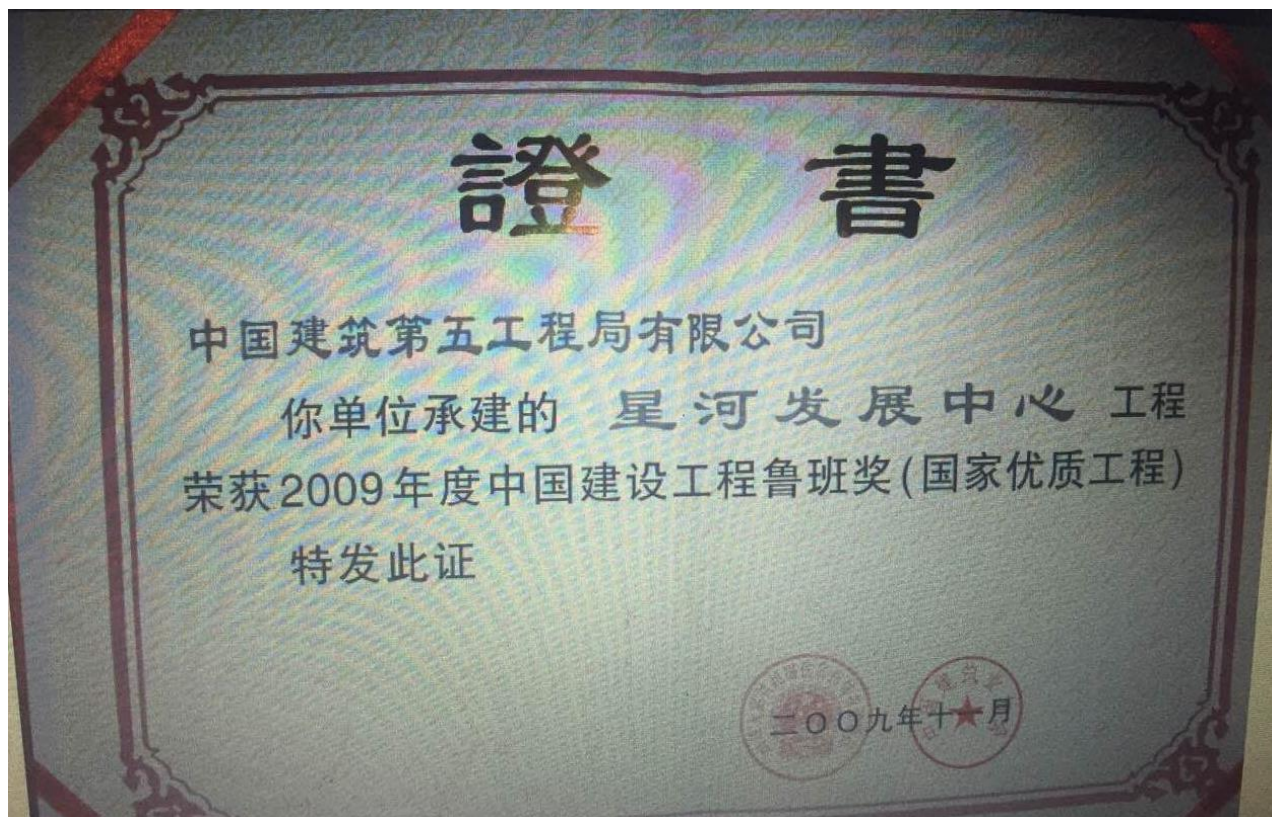 證 書
中国建筑第五工程局有限公司
你单位承建的 星河发展中心 工程
荣获2009年度中国建设工程鲁班奖(国家优质工程)
特发此证
二〇〇九年十一月